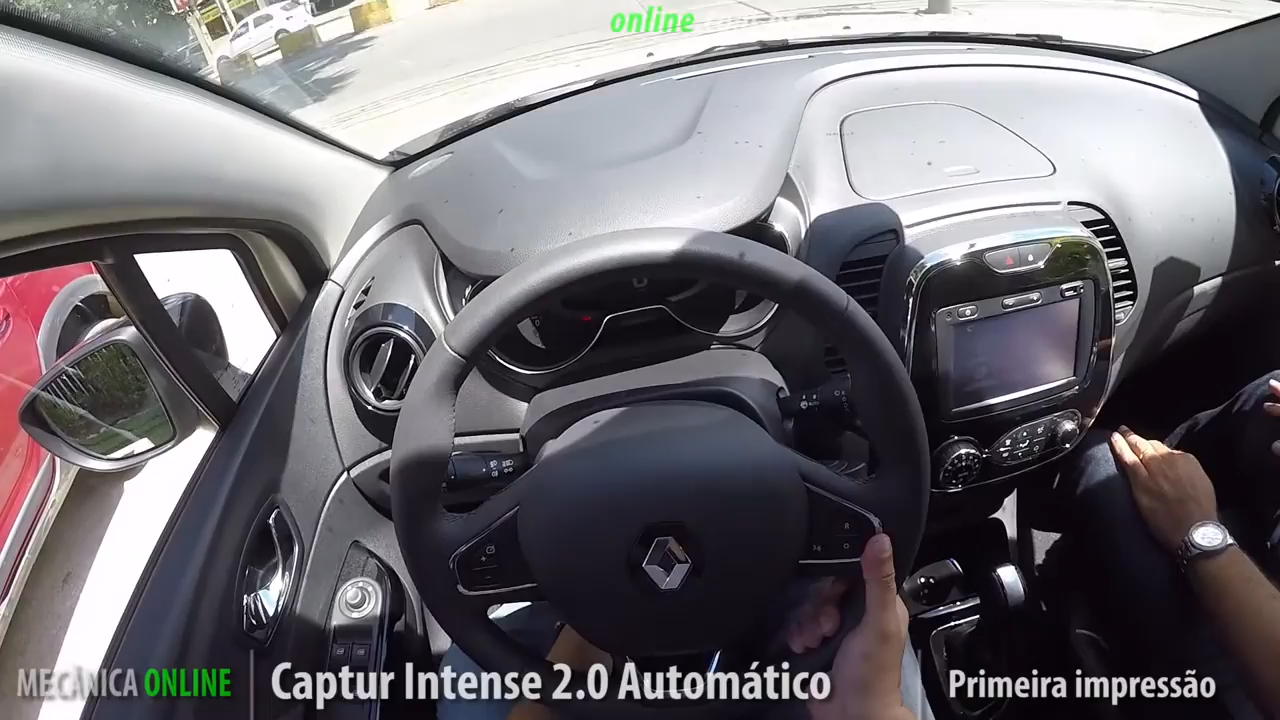 online
MECÂNICA ONLINE
Captur Intense 2.0 Automático
Primeira impressão